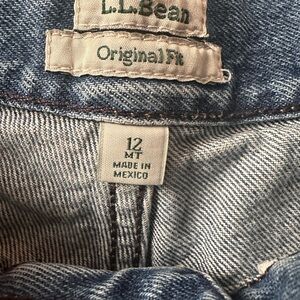 L.L.Bean
Original Fit
12
MT
MADE IN
MEXICO